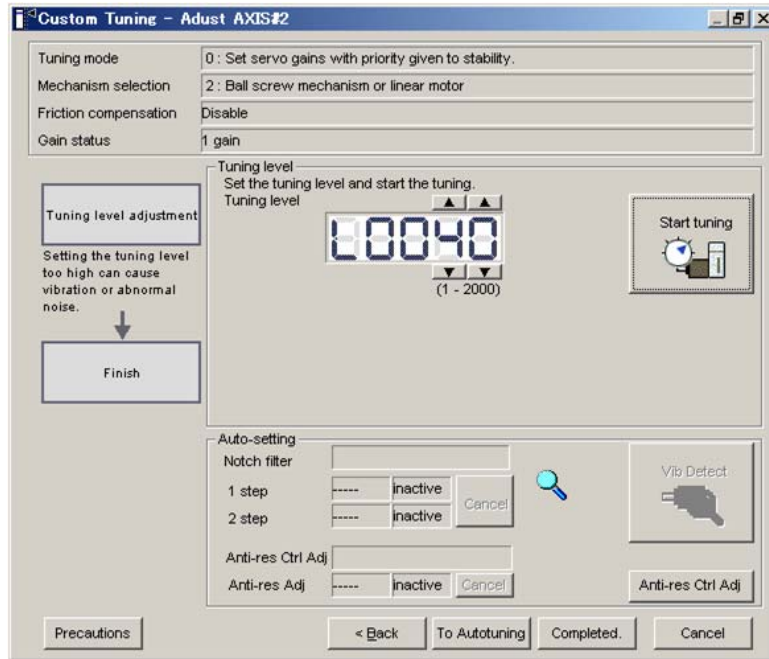 Custom Tuning - Adust AXIS#2
Tuning mode
0 : Set servo gains with priority given to stability.
Mechanism selection
2 : Ball screw mechanism or linear motor
Friction compensation
Disable
Gain status
1 gain
Tuning level adjustment
Setting the tuning level
too high can cause
vibration or abnormal
noise.
Finish
Tuning level
Set the tuning level and start the tuning.
Tuning level
L0040
(1 - 2000)
Start tuning
Auto-setting
Notch filter
1 step
-----
inactive
2 step
-----
inactive
Cancel
Vib Detect
Anti-res Ctrl Adj
Anti-res Adj
-----
inactive
Cancel
Anti-res Ctrl Adj
Precautions
< Back
To Autotuning
Completed.
Cancel